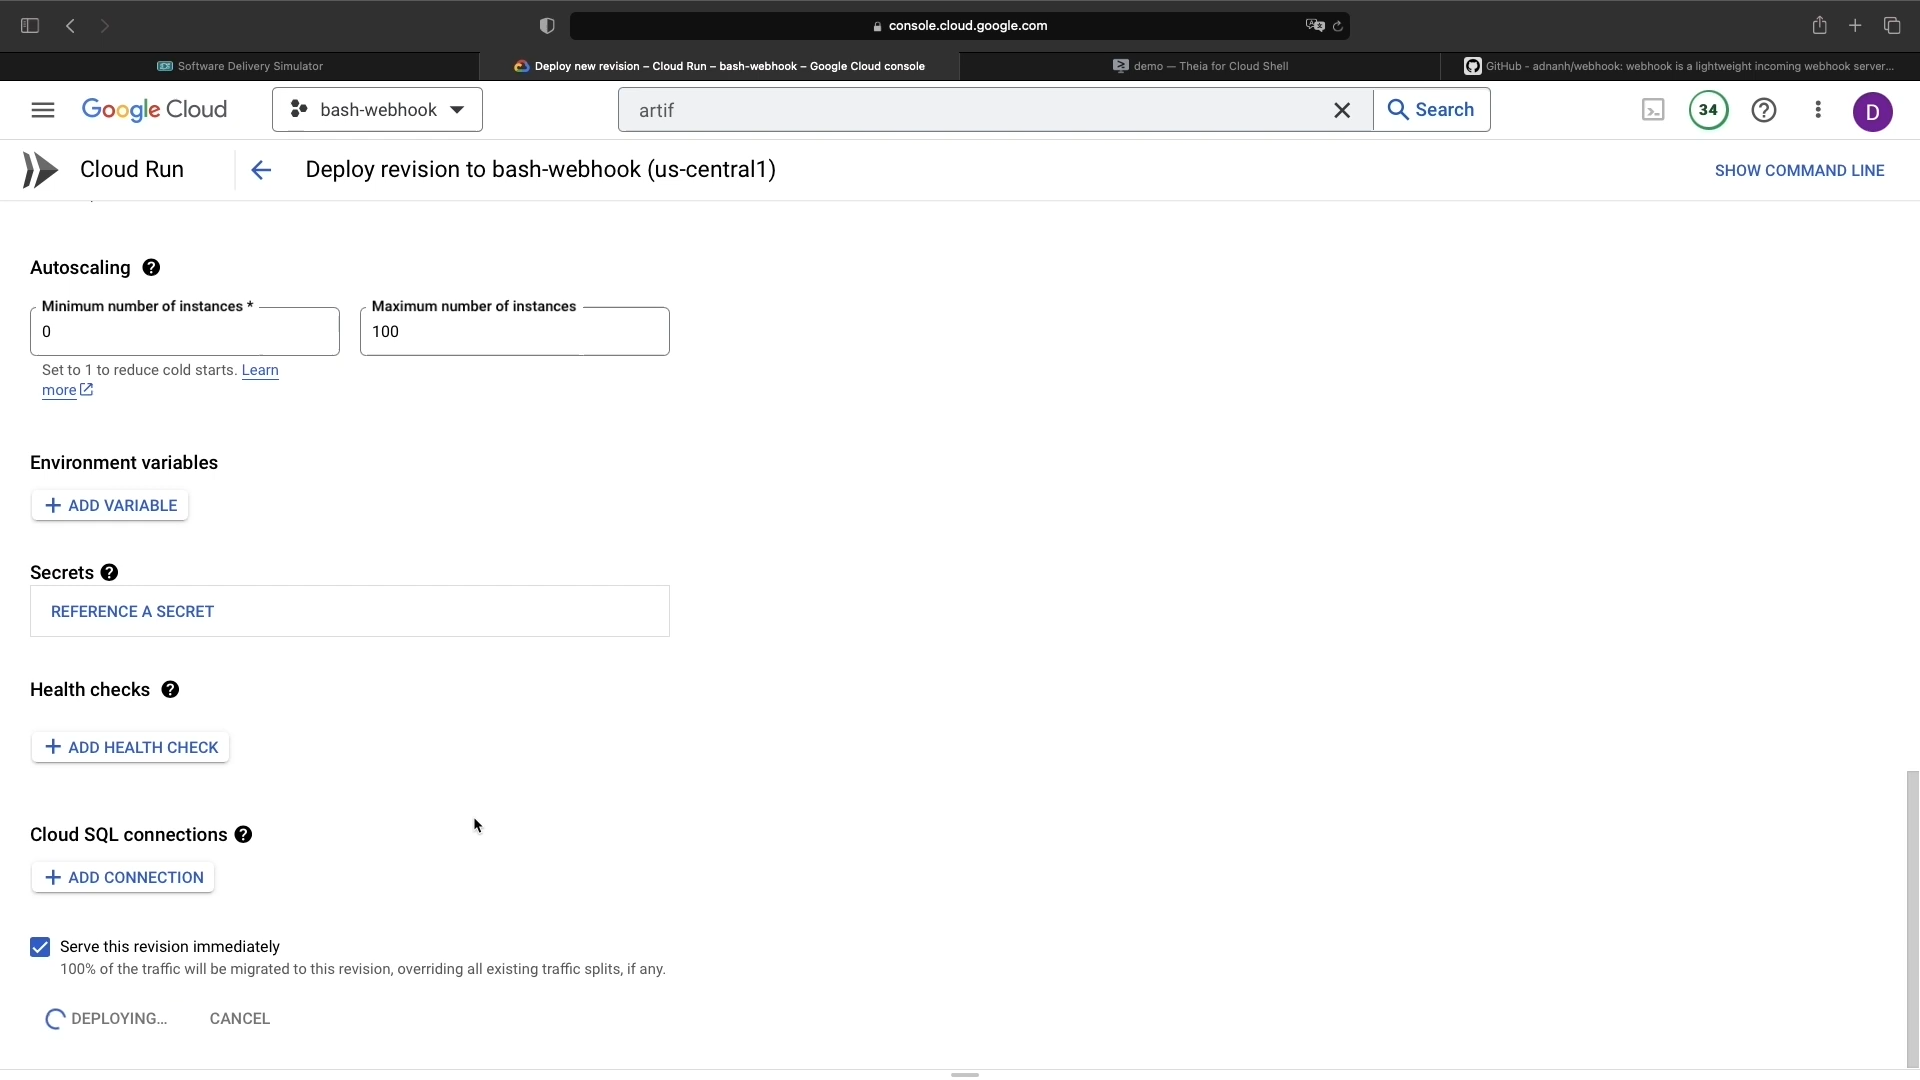 console.cloud.google.com
Software Delivery Simulator
Deploy new revision – Cloud Run – bash-webhook – Google Cloud console
demo — Theia for Cloud Shell
GitHub - adnanh/webhook: webhook is a lightweight incoming webhook server...
Google Cloud
bash-webhook
artif
Search
34
D
Cloud Run
Deploy revision to bash-webhook (us-central1)
SHOW COMMAND LINE
Autoscaling
Minimum number of instances *
0
Maximum number of instances
100
Set to 1 to reduce cold starts. Learn
more
Environment variables
ADD VARIABLE
Secrets
REFERENCE A SECRET
Health checks
ADD HEALTH CHECK
Cloud SQL connections
ADD CONNECTION
Serve this revision immediately
100% of the traffic will be migrated to this revision, overriding all existing traffic splits, if any.
DEPLOYING...
CANCEL